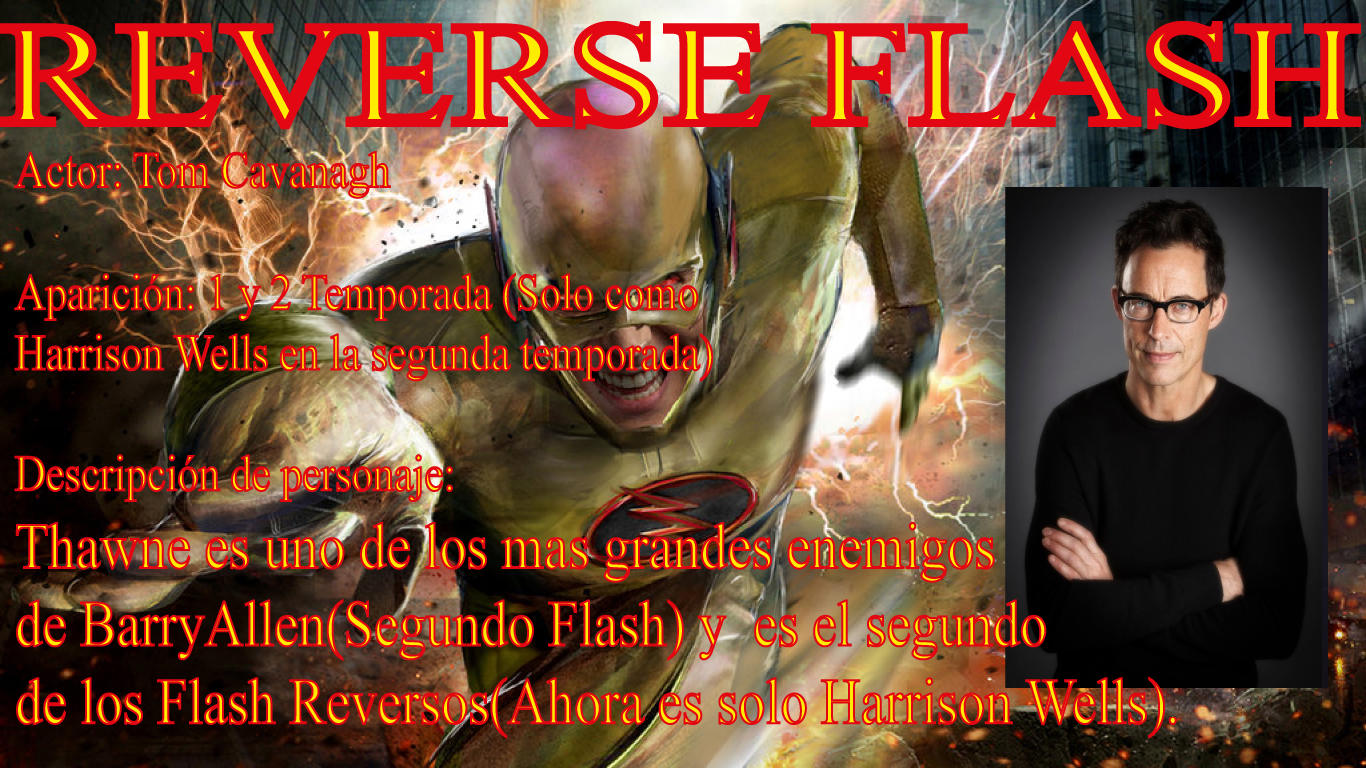 REVERSE FLASH
Actor: Tom Cavanagh
Aparición: 1 y 2 Temporada (Solo como
Harrison Wells en la segunda temporada)
Descripción de personaje:
Thawne es uno de los mas grandes enemigos
de BarryAllen(Segundo Flash) y  es el segundo
de los Flash Reversos(Ahora es solo Harrison Wells).